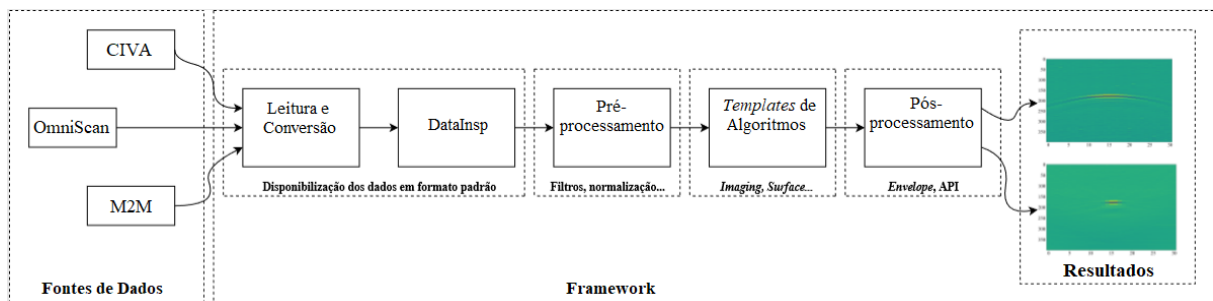 CIVA
OmniScan
M2M
Fontes de Dados
Leitura e
Conversão
DataInsp
Disponibilização dos dados em formato padrão
Pré-
processamento
Filtros, normalização...
Templates de
Algoritmos
Imaging, Surface...
Pós-
processamento
Envelope, API
Resultados
Framework